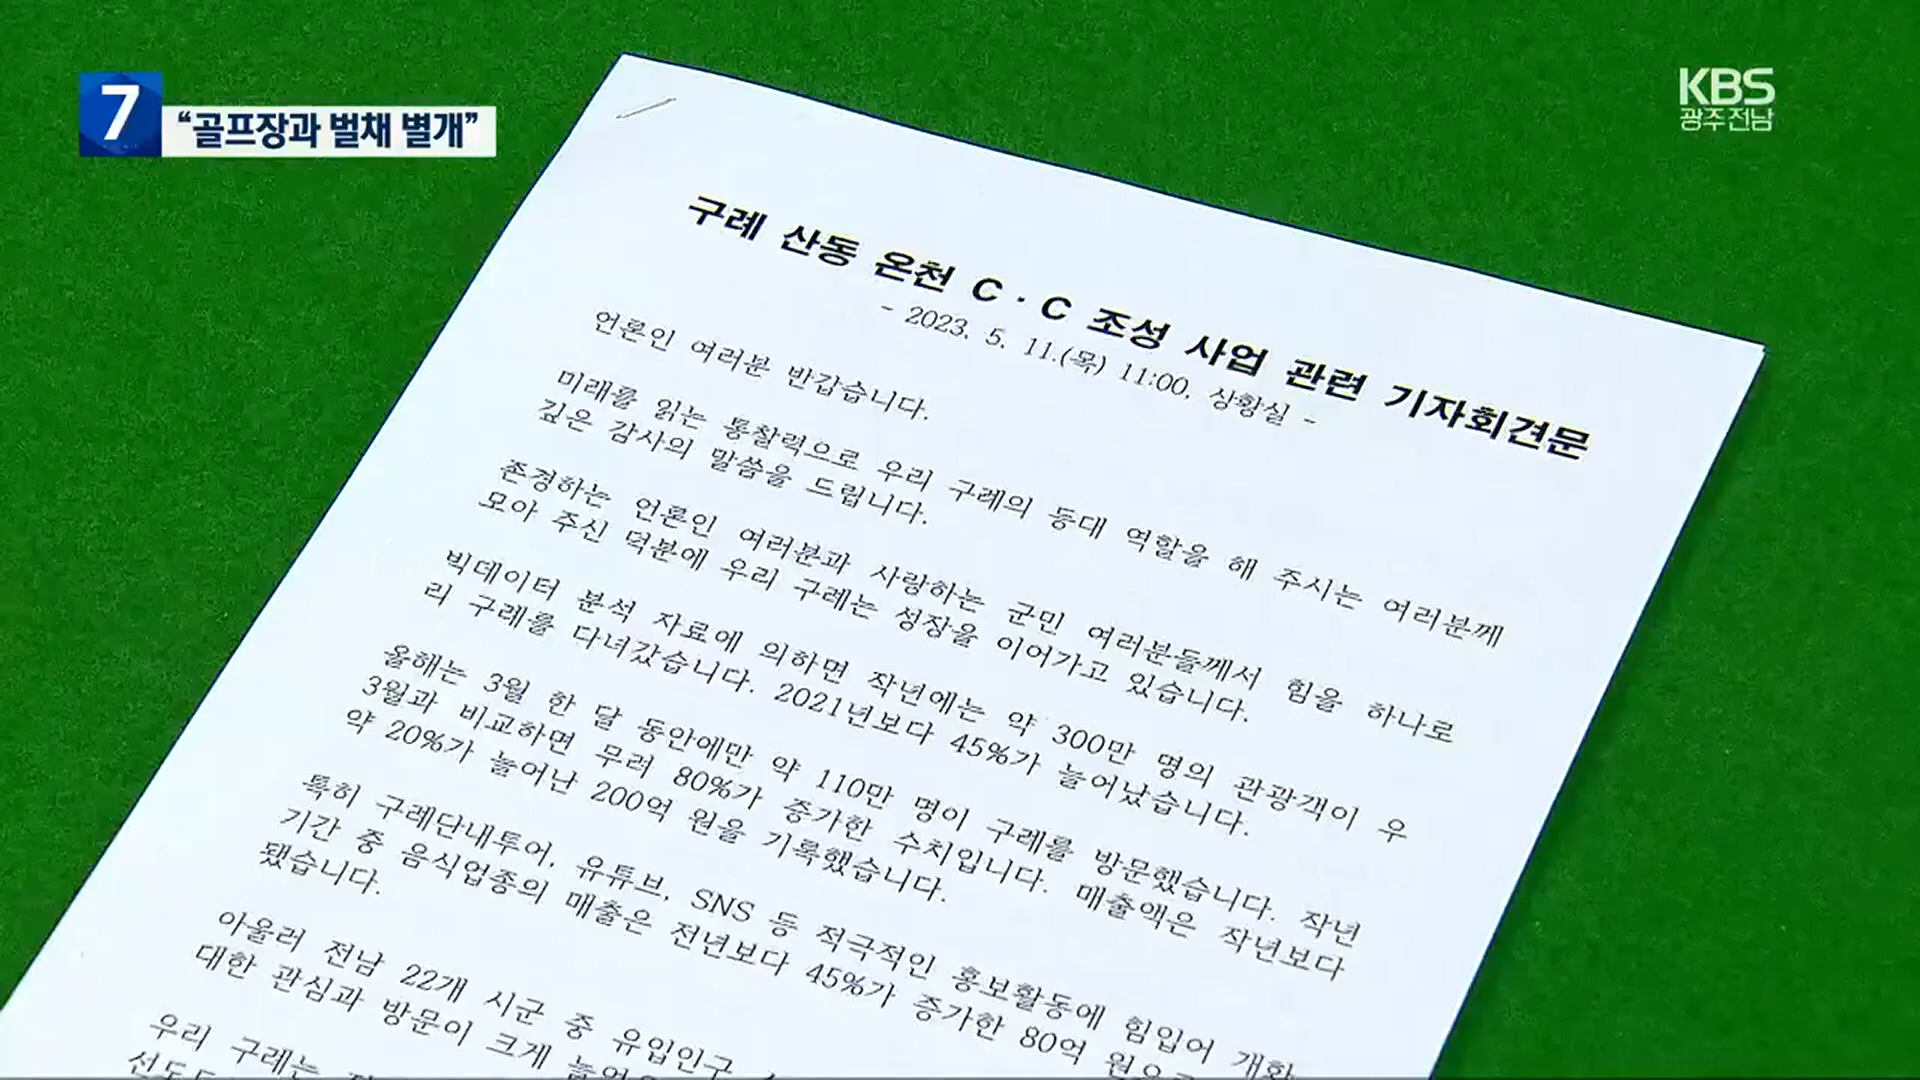 7
“골프장과 벌채 별개”
KBS
광주전남
구례 산동 온천 C·C 조성 사업 관련 기자회견문
- 2023. 5. 11.(목) 11:00, 상황실 -
언론인 여러분 반갑습니다.
미래를 읽는 통찰력으로 우리 구례의 등대 역할을 해 주시는 여러분께
깊은 감사의 말씀을 드립니다.
존경하는 언론인 여러분과 사랑하는 군민 여러분들께서 힘을 하나로
모아 주신 덕분에 우리 구례는 성장을 이어가고 있습니다.
빅데이터 분석 자료에 의하면 작년에는 약 300만 명의 관광객이 우
리 구례를 다녀갔습니다. 2021년보다 45%가 늘어났습니다.
올해는 3월 한 달 동안에만 약 110만 명이 구례를 방문했습니다. 작년
3월과 비교하면 무려 80%가 증가한 수치입니다. 매출액은 작년보다
약 20%가 늘어난 200억 원을 기록했습니다.
특히 구례단내투어, 유튜브, SNS 등 적극적인 홍보활동에 힘입어 개화
기간 중 음식업종의 매출은 전년보다 45%가 증가한 80억
됐습니다.
아울러 전남 22개 시군 중 유입인구
대한 관심과 방문이 크게
우리 구례는